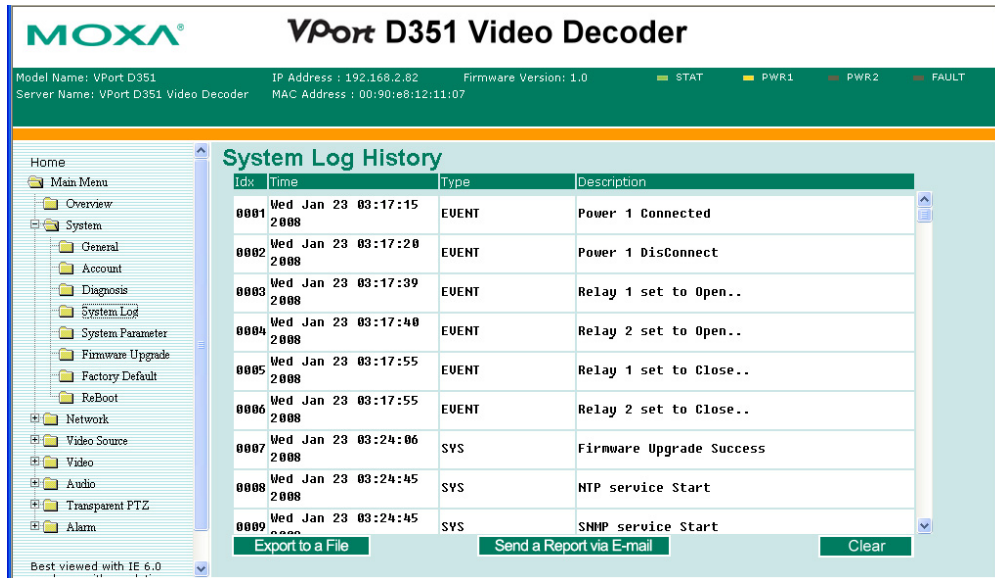 MOXA®
VPort D351 Video Decoder
Model Name: VPort D351
IP Address : 192.168.2.82
Firmware Version: 1.0
STAT
PWR1
PWR2
FAULT
Server Name: VPort D351 Video Decoder
MAC Address : 00:90:e8:12:11:07
Home
Main Menu
Overview
System
General
Account
Diagnosis
System Log
System Parameter
Firmware Upgrade
Factory Default
ReBoot
Network
Video Source
Video
Audio
Transparent PTZ
Alarm
Best viewed with IE 6.0
System Log History
Idx Time Type Description
0001 Wed Jan 23 03:17:15 2008 EVENT Power 1 Connected
0002 Wed Jan 23 03:17:20 2008 EVENT Power 1 DisConnect
0003 Wed Jan 23 03:17:39 2008 EVENT Relay 1 set to Open..
0004 Wed Jan 23 03:17:40 2008 EVENT Relay 2 set to Open..
0005 Wed Jan 23 03:17:55 2008 EVENT Relay 1 set to Close..
0006 Wed Jan 23 03:17:55 2008 EVENT Relay 2 set to Close..
0007 Wed Jan 23 03:24:06 2008 SYS Firmware Upgrade Success
0008 Wed Jan 23 03:24:45 2008 SYS NTP service Start
0009 Wed Jan 23 03:24:45 SYS SNMP service Start
Export to a File
Send a Report via E-mail
Clear